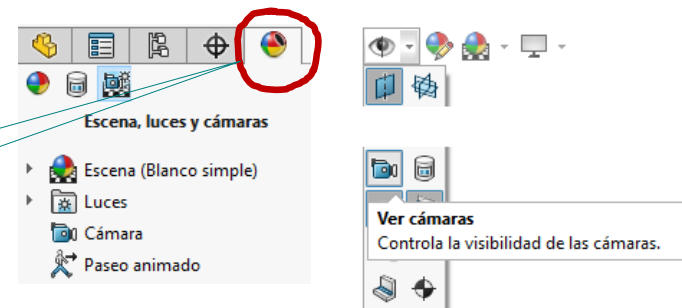 Escena, luces y cámaras
Escena (Blanco simple)
Luces
Cámara
Paseo animado
Ver cámaras
Controla la visibilidad de las cámaras.